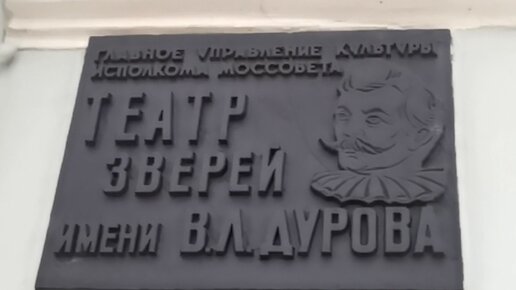 ГЛАВНОЕ УПРАВЛЕНИЕ КУЛЬТУРЫ
ИСПОЛКОМА МОССОВЕТА
ТЕАТР
ЗВЕРЕЙ
ИМЕНИ В.Л.ДУРОВА